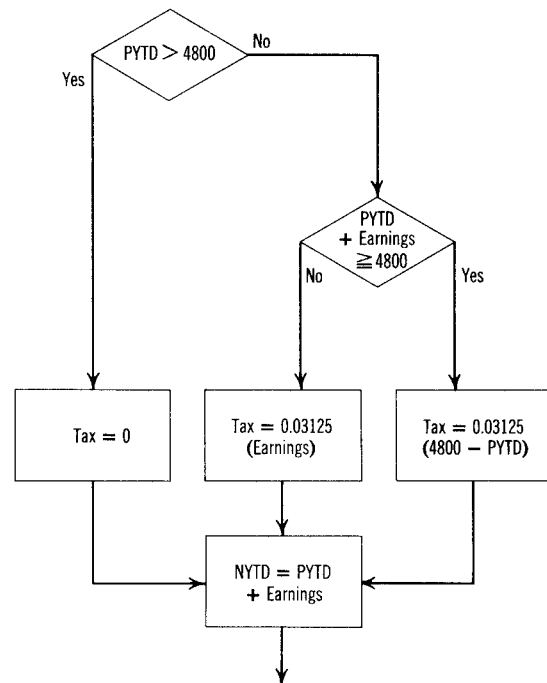 PYTD > 4800
No
Yes
PYTD
+ Earnings
≧ 4800
No
Yes
Tax = 0
Tax = 0.03125
(Earnings)
Tax = 0.03125
(4800 − PYTD)
NYTD = PYTD
+ Earnings